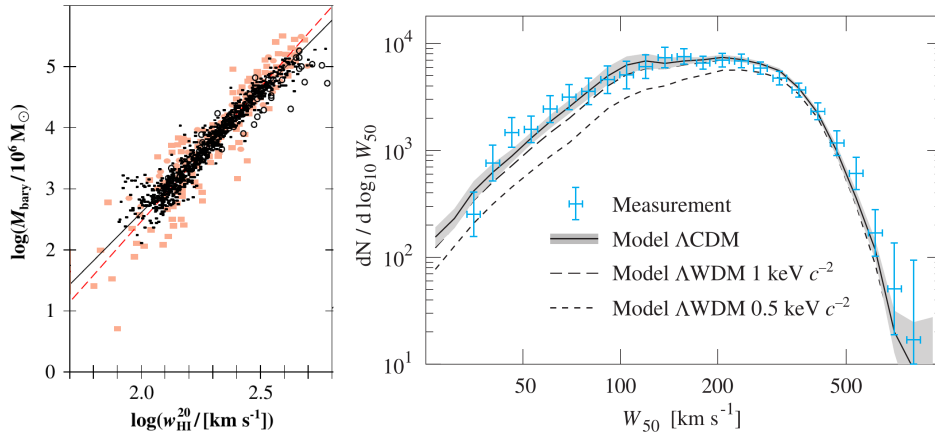 log(M_bary/10^6 M_⊙)
5
4
3
2
1
0
2.0
2.5
log(w_HI^20/[km s^-1])
dN / d log_10 W_50
10^4
10^3
10^2
10^1
Measurement
Model ΛCDM
Model ΛWDM 1 keV c^-2
Model ΛWDM 0.5 keV c^-2
50
100
200
500
W_50 [km s^-1]